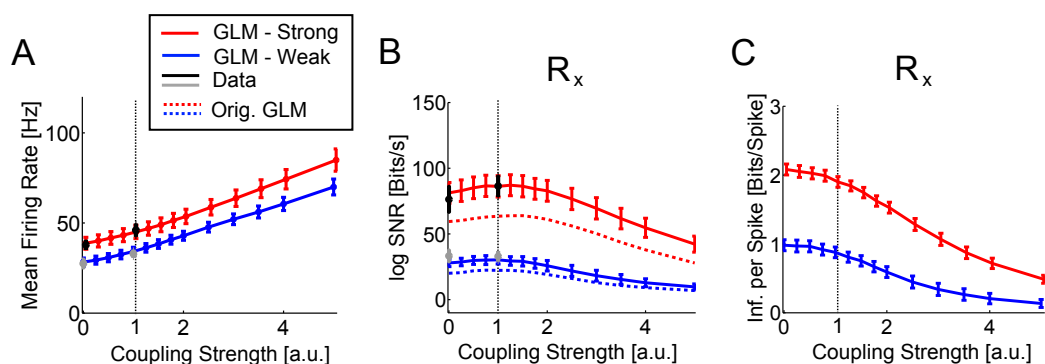 A
GLM - Strong
GLM - Weak
Data
Orig. GLM
Mean Firing Rate [Hz]
100
50
0
0 1 2 4
Coupling Strength [a.u.]
B
Rx
log SNR [Bits/s]
150
100
50
0
0 1 2 4
Coupling Strength [a.u.]
C
Rx
Inf. per Spike [Bits/Spike]
3
2
1
0
0 1 2 4
Coupling Strength [a.u.]